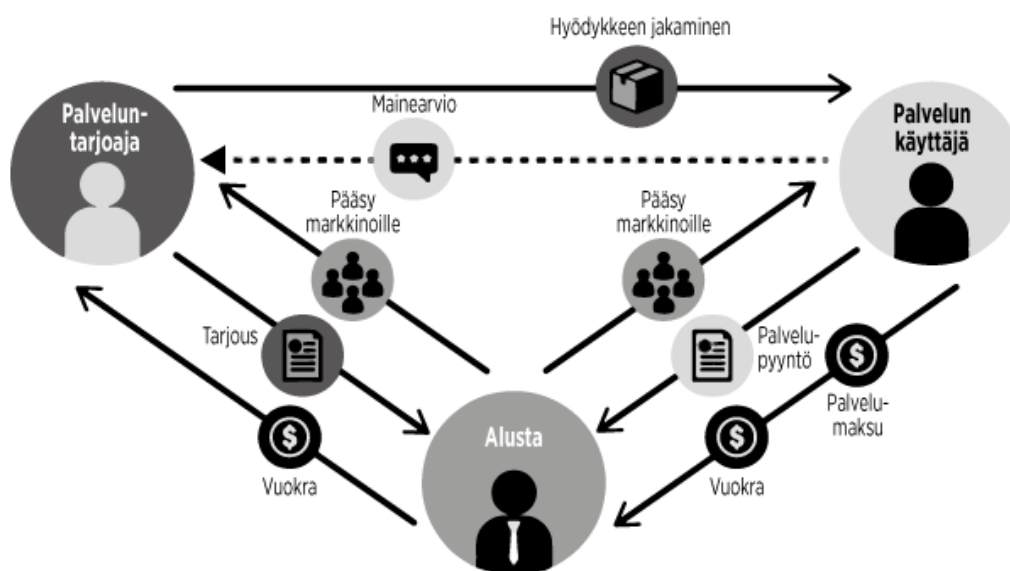 Hyödykkeen jakaminen
Mainearvio
Palvelun-
tarjoaja
Palvelun
käyttäjä
Pääsy
markkinoille
Pääsy
markkinoille
Tarjous
Palvelu-
pyyntö
Palvelu-
maksu
Alusta
Vuokra
Vuokra